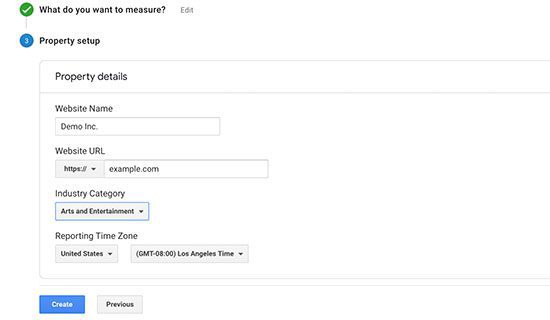 What do you want to measure? Edit
3 Property setup
Property details
Website Name
Demo Inc.
Website URL
https:// example.com
Industry Category
Arts and Entertainment
Reporting Time Zone
United States (GMT-08:00) Los Angeles Time
Create Previous